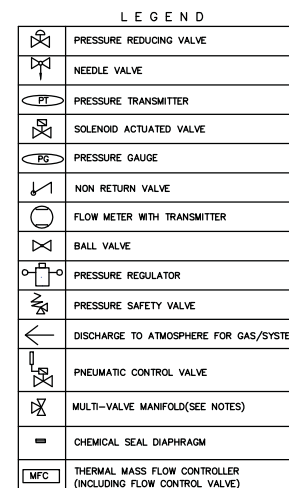 LEGEND
PRESSURE REDUCING VALVE
NEEDLE VALVE
PT PRESSURE TRANSMITTER
SOLENOID ACTUATED VALVE
PG PRESSURE GAUGE
NON RETURN VALVE
FLOW METER WITH TRANSMITTER
BALL VALVE
PRESSURE REGULATOR
PRESSURE SAFETY VALVE
DISCHARGE TO ATMOSPHERE FOR GAS/SYSTE
PNEUMATIC CONTROL VALVE
MULTI-VALVE MANIFOLD(SEE NOTES)
CHEMICAL SEAL DIAPHRAGM
MFC THERMAL MASS FLOW CONTROLLER
(INCLUDING FLOW CONTROL VALVE)